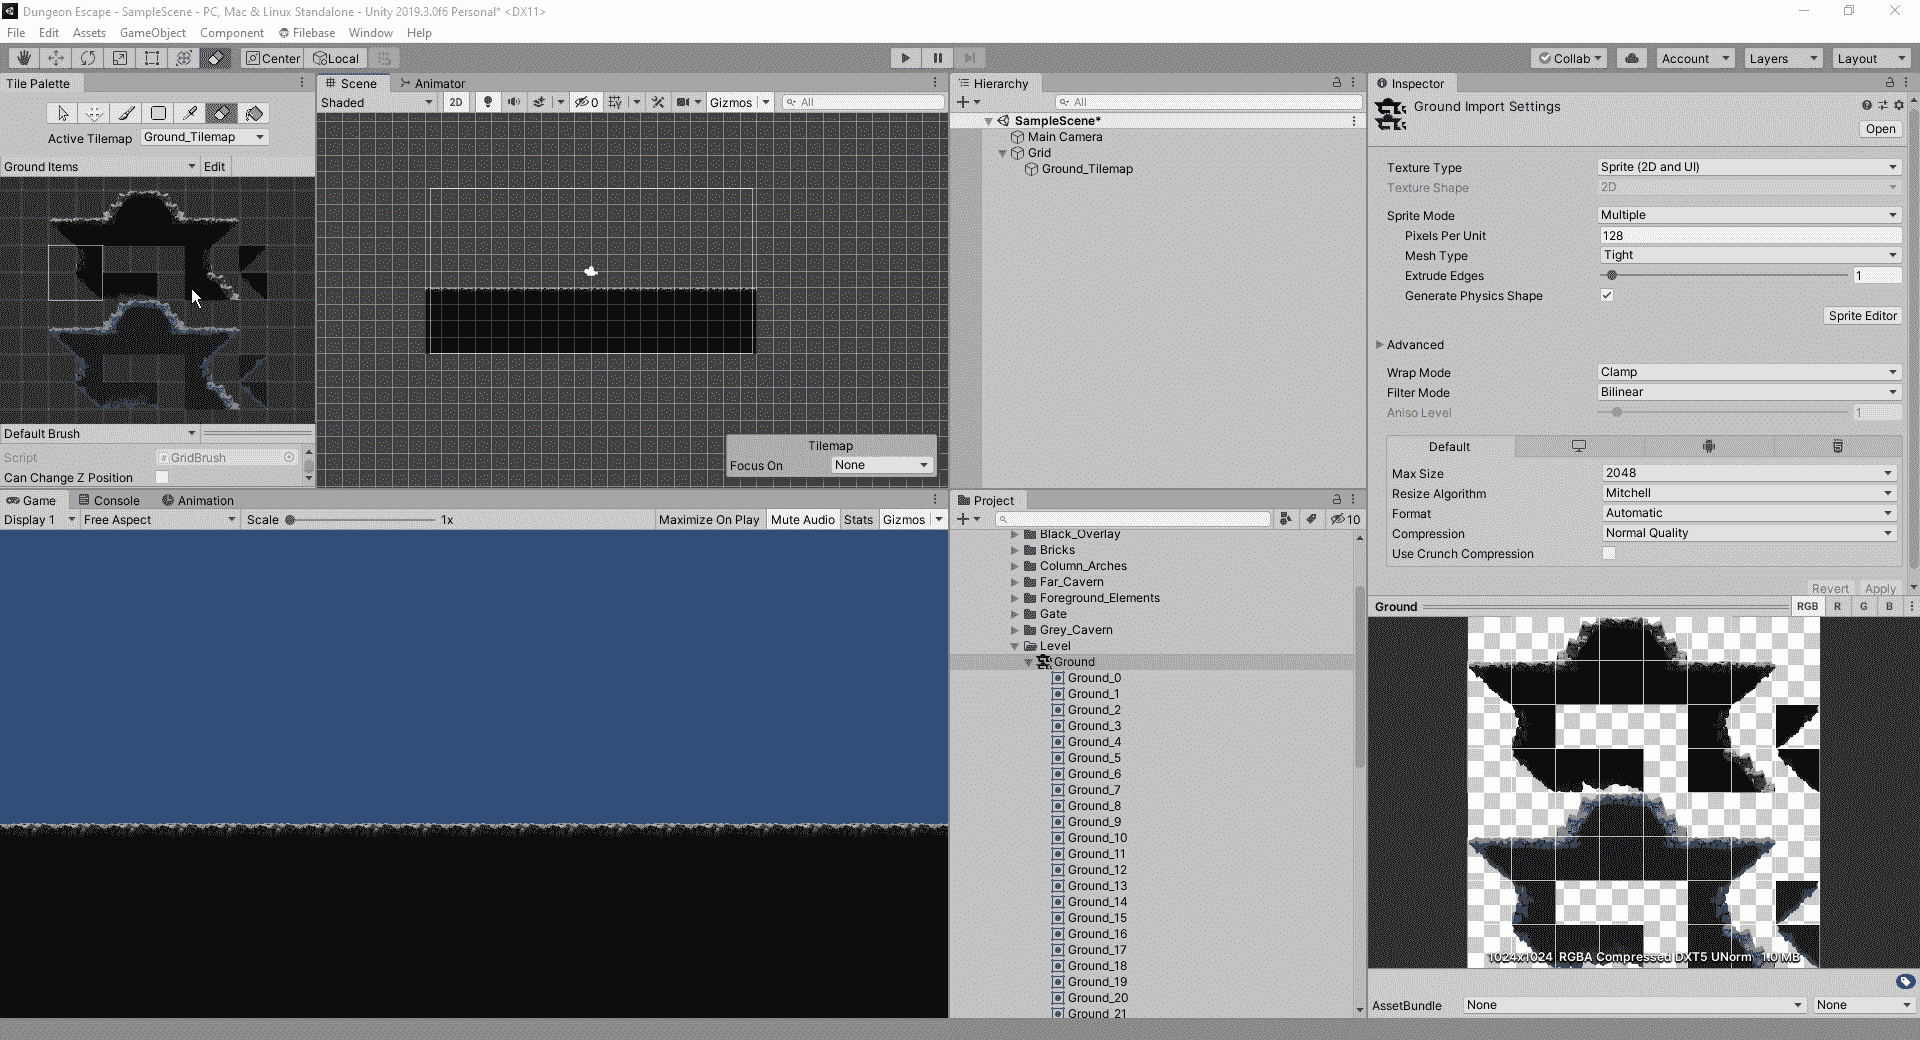 Dungeon Escape - SampleScene - PC, Mac & Linux Standalone - Unity 2019.3.0f6 Personal* <DX11>
File Edit Assets GameObject Component Filebase Window Help
Center Local Collab Account Layers Layout
Tile Palette
Active Tilemap Ground_Tilemap
Ground Items Edit
Default Brush
Script # GridBrush
Can Change Z Position
Scene Animator
Shaded 2D 0 Gizmos All
Tilemap
Focus On None
Game Console Animation
Display 1 Free Aspect Scale 1x Maximize On Play Mute Audio Stats Gizmos
Hierarchy
All
SampleScene*
Main Camera
Grid
Ground_Tilemap
Project
10
Black_Overlay
Bricks
Column_Arches
Far_Cavern
Foreground_Elements
Gate
Grey_Cavern
Level
Ground
Ground_0
Ground_1
Ground_2
Ground_3
Ground_4
Ground_5
Ground_6
Ground_7
Ground_8
Ground_9
Ground_10
Ground_11
Ground_12
Ground_13
Ground_14
Ground_15
Ground_16
Ground_17
Ground_18
Ground_19
Ground_20
Ground_21
Inspector
Ground Import Settings
Open
Texture Type Sprite (2D and UI)
Texture Shape 2D
Sprite Mode Multiple
Pixels Per Unit 128
Mesh Type Tight
Extrude Edges 1
Generate Physics Shape
Sprite Editor
Advanced
Wrap Mode Clamp
Filter Mode Bilinear
Aniso Level 1
Default
Max Size 2048
Resize Algorithm Mitchell
Format Automatic
Compression Normal Quality
Use Crunch Compression
Revert Apply
Ground RGB R G B
1024x1024 RGBA Compressed DXT5 UNorm 1.0 MB
AssetBundle None None